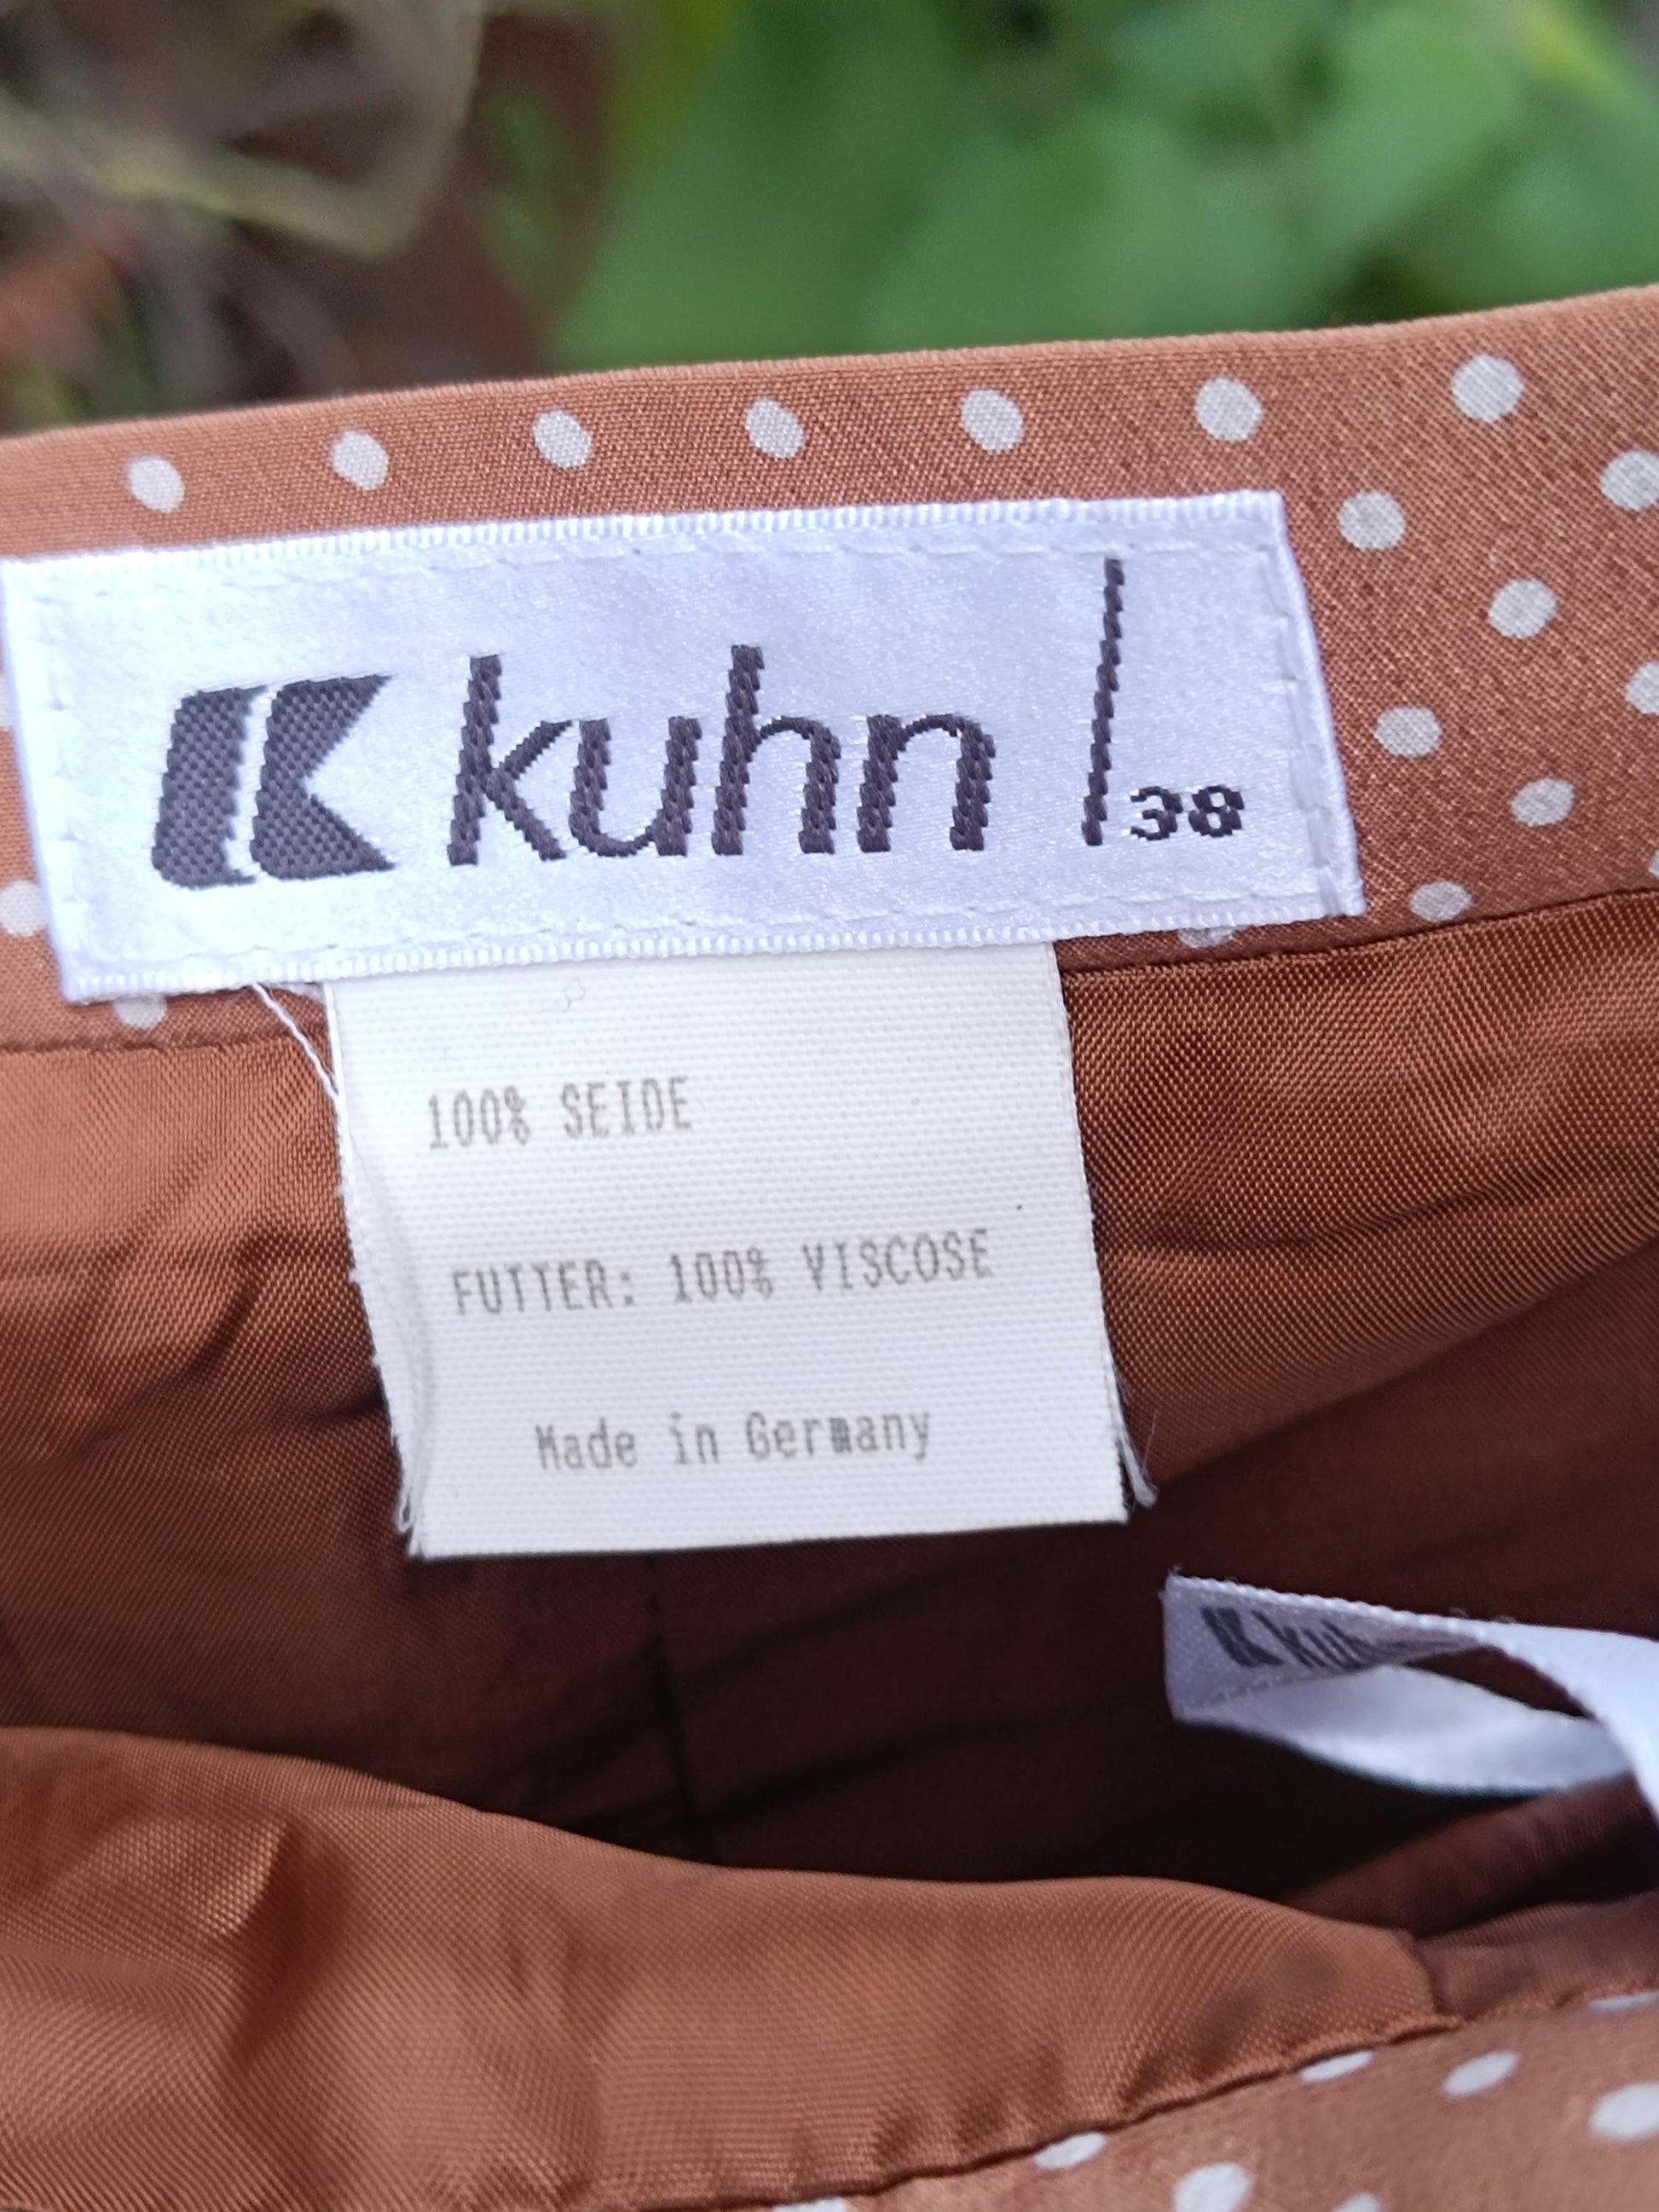 kuhn 38
100% SEIDE
FUTTER: 100% VISCOSE
Made in Germany